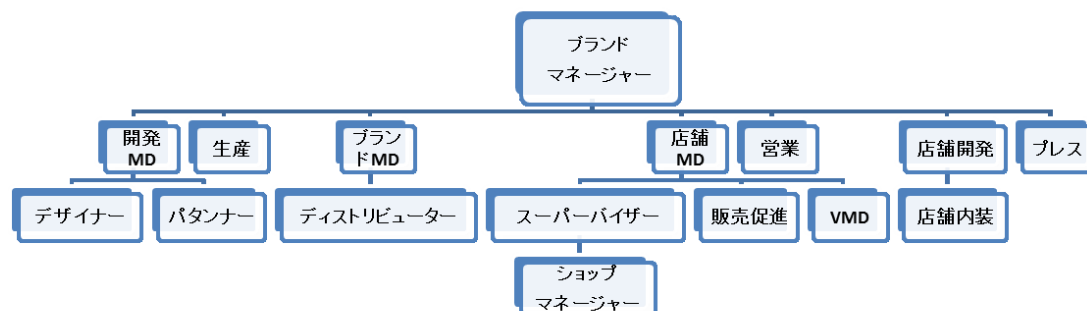 ブランド
マネージャー
開発
MD
生産
ブラン
ドMD
店舗
MD
営業
店舗開発
プレス
デザイナー
パタンナー
ディストリビューター
スーパーバイザー
販売促進
VMD
店舗内装
ショップ
マネージャー